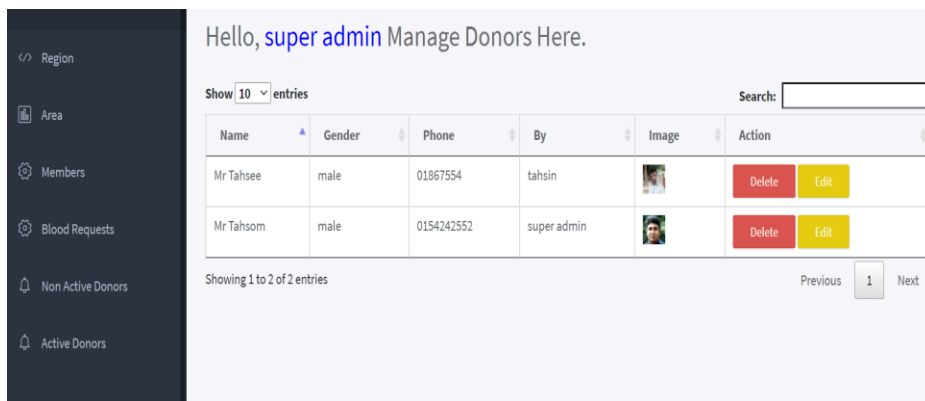 Hello, super admin Manage Donors Here.
Region
Area
Members
Blood Requests
Non Active Donors
Active Donors
Show 10 entries
Search:
Name Gender Phone By Image Action
Mr Tahsee male 01867554 tahsin Delete Edit
Mr Tahsom male 0154242552 super admin Delete Edit
Showing 1 to 2 of 2 entries
Previous 1 Next